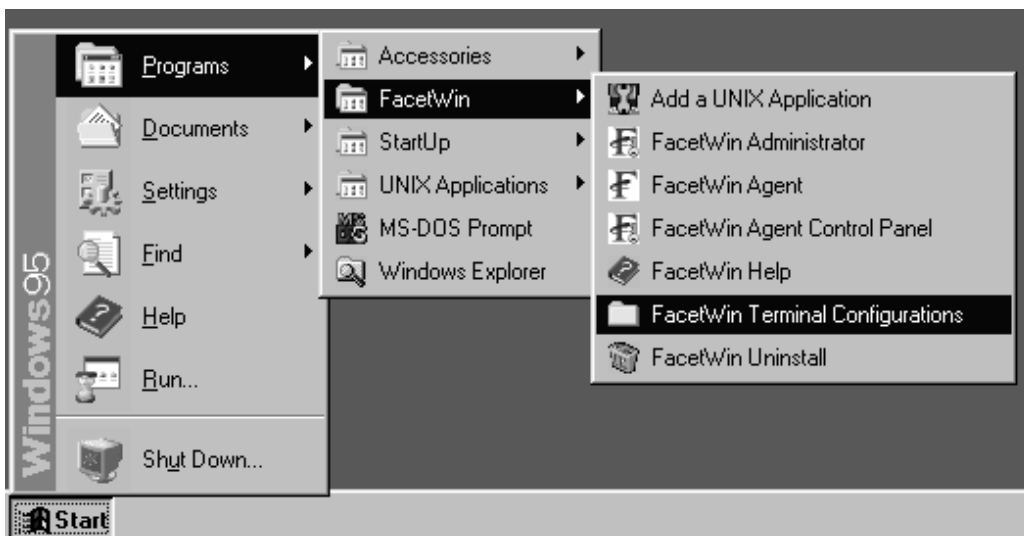 Programs
Documents
Settings
Find
Help
Run...
Shut Down...
Windows95
Start
Accessories
FacetWin
StartUp
UNIX Applications
MS-DOS Prompt
Windows Explorer
Add a UNIX Application
FacetWin Administrator
FacetWin Agent
FacetWin Agent Control Panel
FacetWin Help
FacetWin Terminal Configurations
FacetWin Uninstall